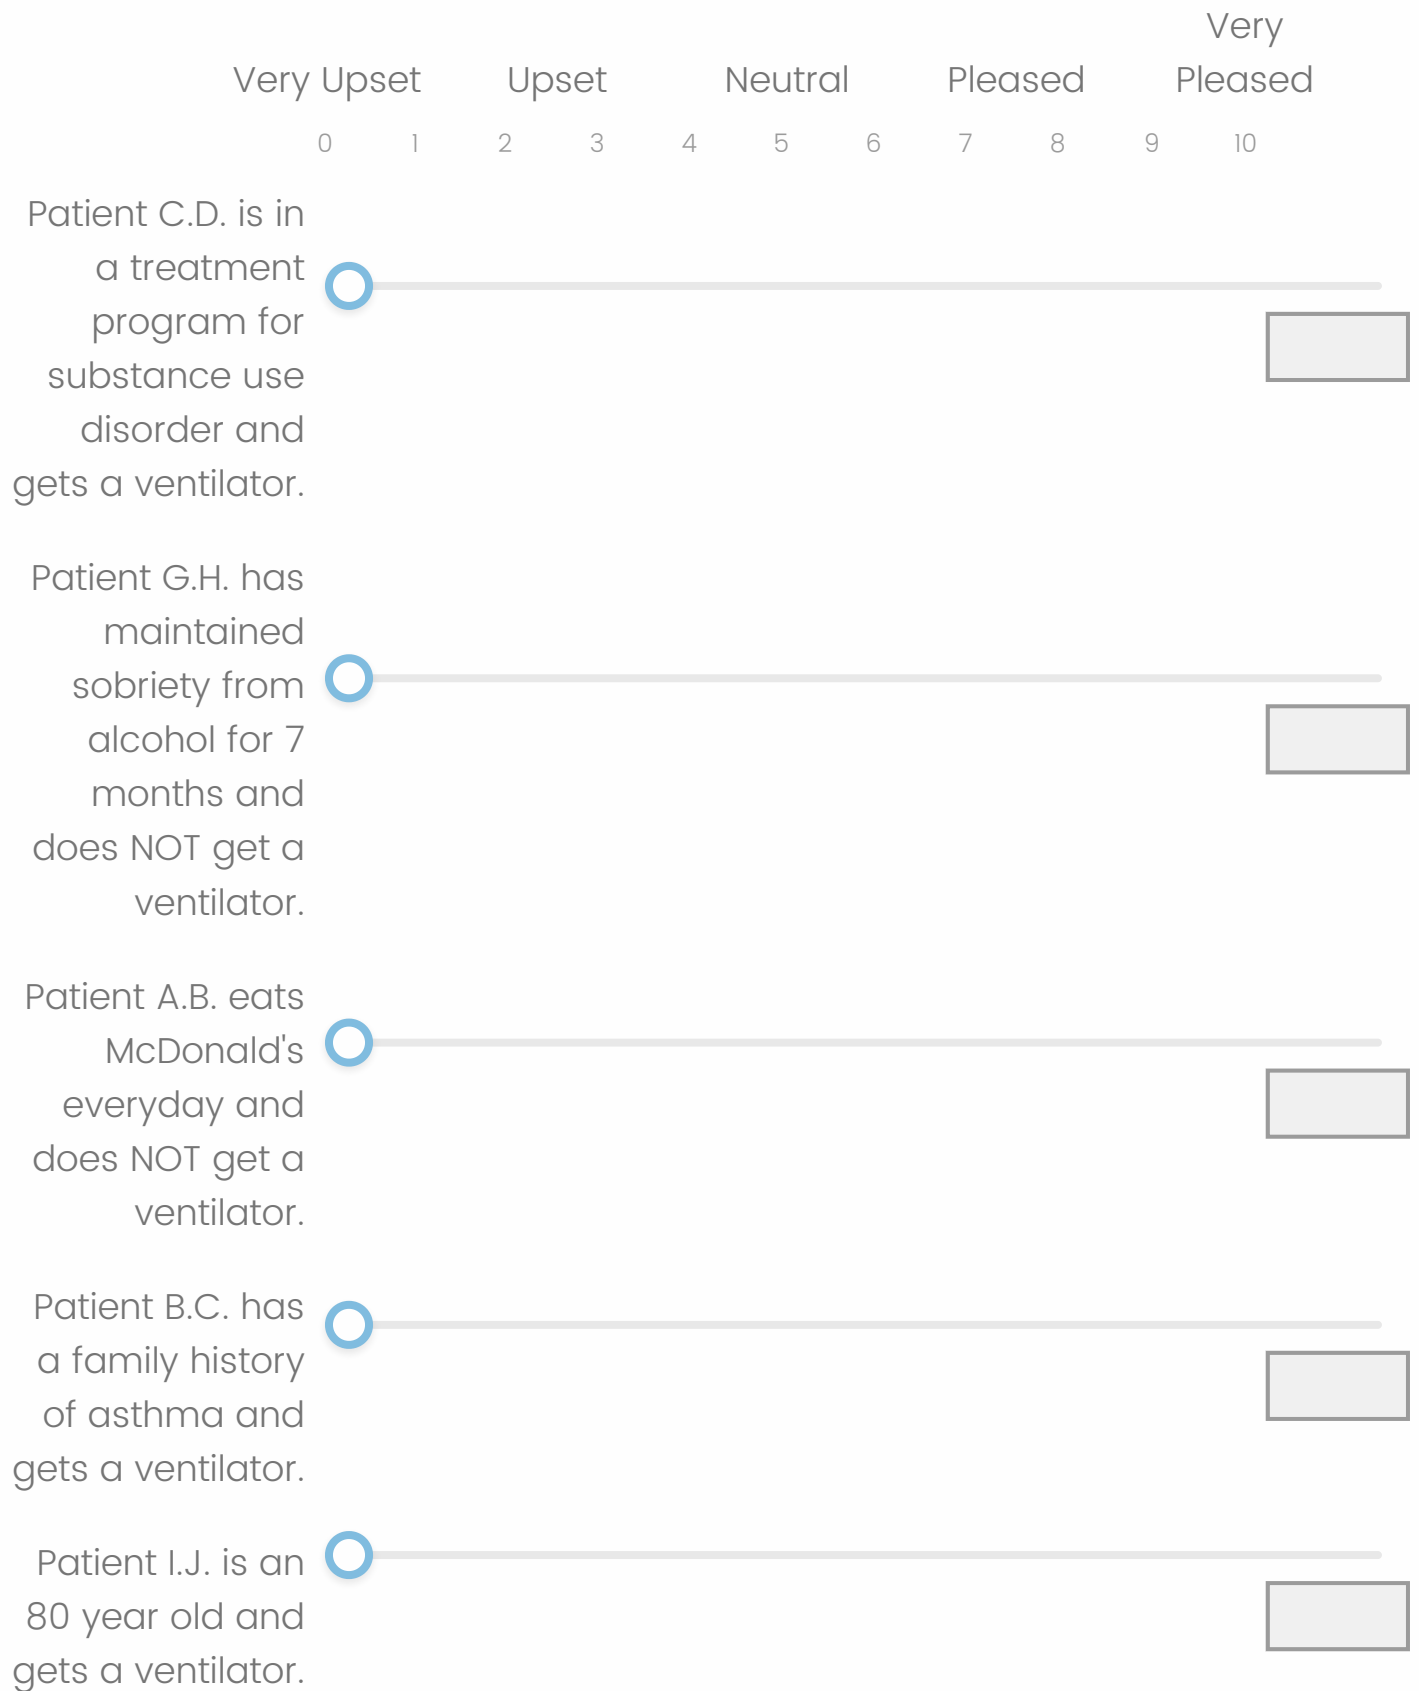 Very
Very Upset Upset Neutral Pleased Pleased
0 1 2 3 4 5 6 7 8 9 10
Patient C.D. is in
a treatment
program for
substance use
disorder and
gets a ventilator.
Patient G.H. has
maintained
sobriety from
alcohol for 7
months and
does NOT get a
ventilator.
Patient A.B. eats
McDonald's
everyday and
does NOT get a
ventilator.
Patient B.C. has
a family history
of asthma and
gets a ventilator.
Patient I.J. is an
80 year old and
gets a ventilator.